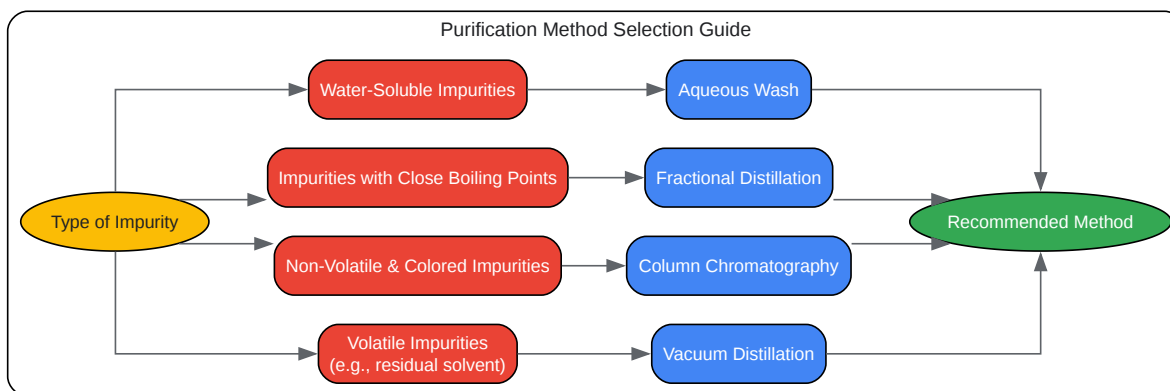 Purification Method Selection Guide
Water-Soluble Impurities
Aqueous Wash
Impurities with Close Boiling Points
Fractional Distillation
Type of Impurity
Recommended Method
Non-Volatile & Colored Impurities
Column Chromatography
Volatile Impurities
(e.g., residual solvent)
Vacuum Distillation